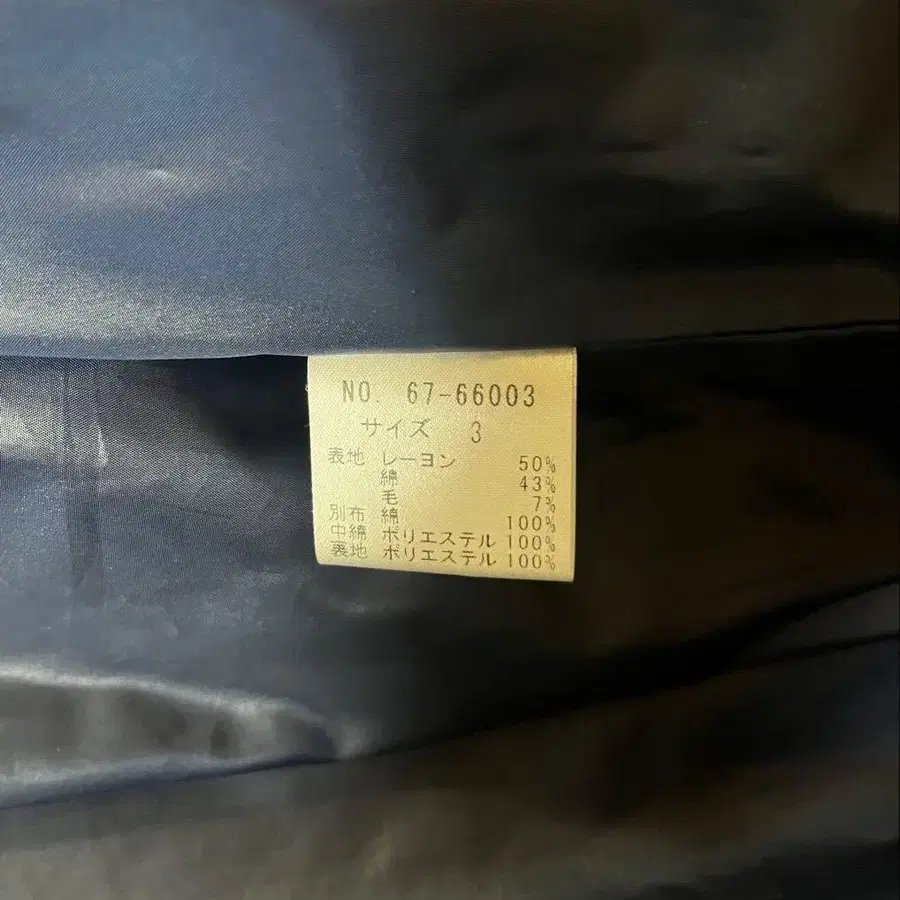 NO. 67-66003
サイズ 3
表地 レーヨン 50%
綿 43%
毛 7%
別布 綿 100%
中綿 ポリエステル 100%
裏地 ポリエステル 100%